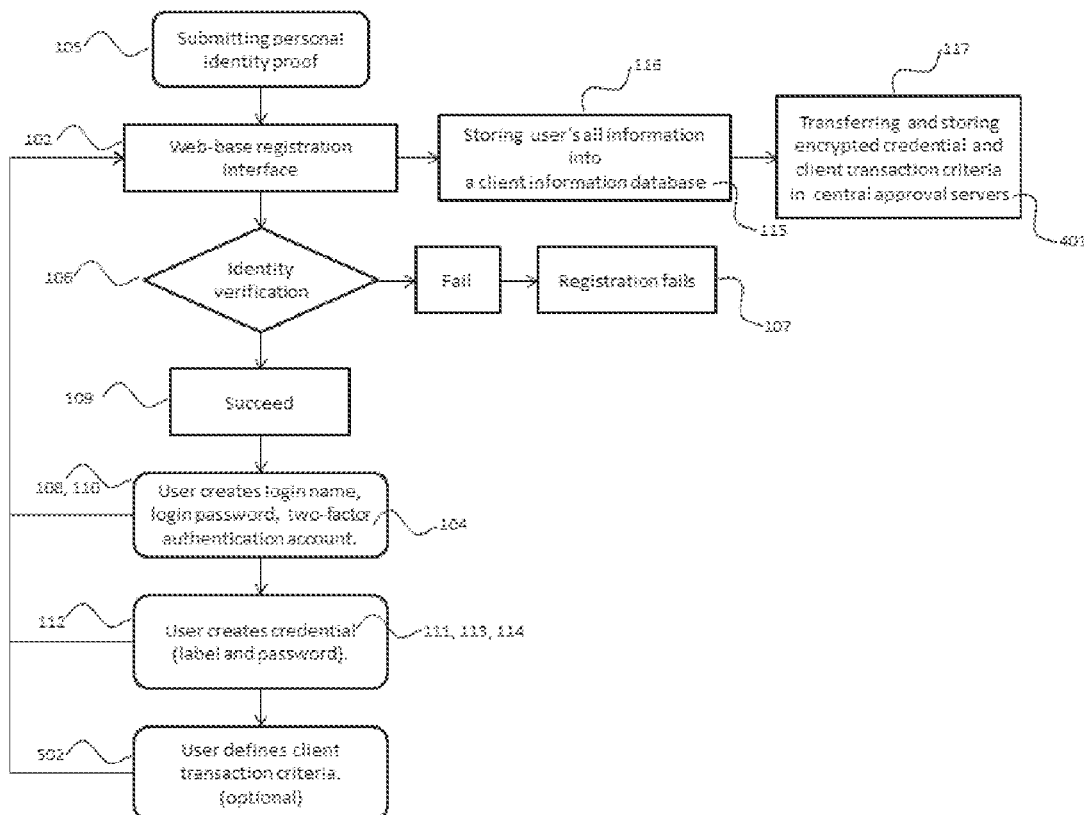 105
Submitting personal
identity proof
116
117
102
Web-base registration
interface
Storing user's all information
into
a client information database
115
Transferring and storing
encrypted credential and
client transaction criteria
in central approval servers
401
106
Identity
verification
Fail
Registration fails
107
109
Succeed
108, 110
User creates login name,
login password, two-factor
authentication account.
104
112
User creates credential
(label and password).
111, 113, 114
502
User defines client
transaction criteria.
(optional)